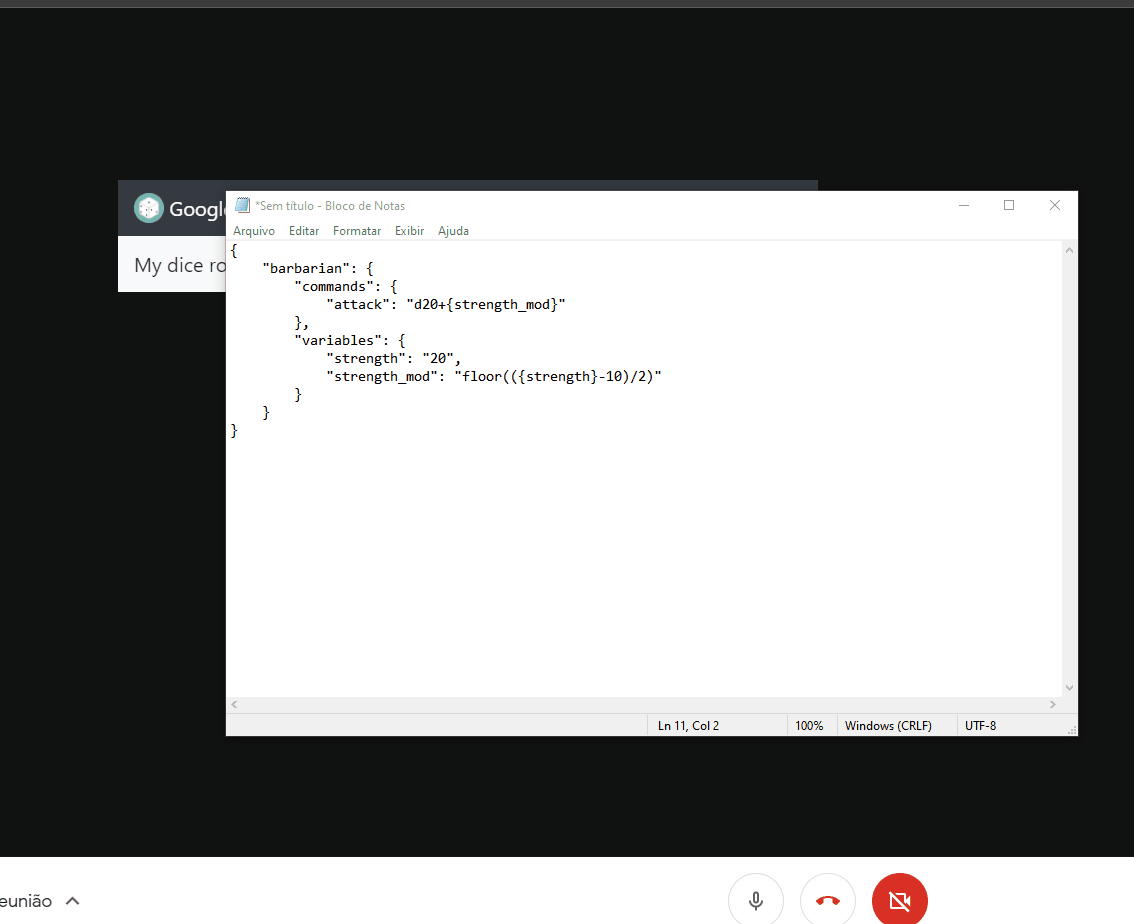 Google
*Sem título - Bloco de Notas
Arquivo Editar Formatar Exibir Ajuda
My dice ro
{
    "barbarian": {
        "commands": {
            "attack": "d20+{strength_mod}"
        },
        "variables": {
            "strength": "20",
            "strength_mod": "floor(({strength}-10)/2)"
        }
    }
}
Ln 11, Col 2 100% Windows (CRLF) UTF-8
eunião